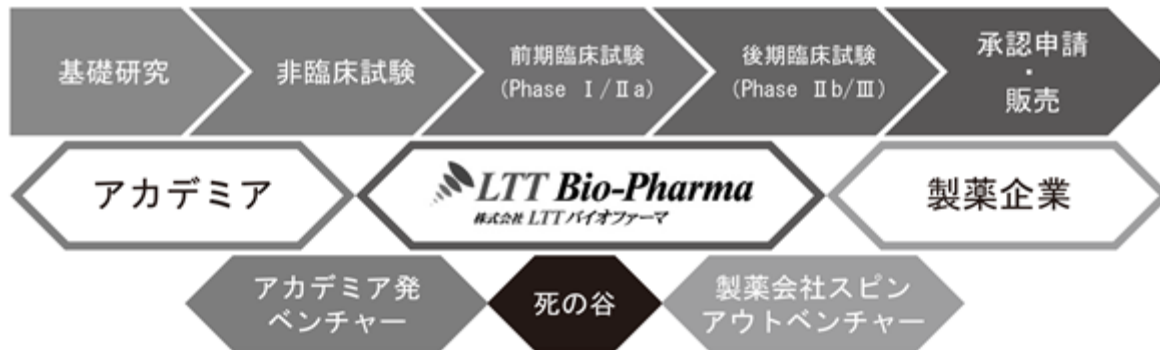 基礎研究
非臨床試験
前期臨床試験
(Phase Ⅰ/Ⅱa)
後期臨床試験
(Phase Ⅱb/Ⅲ)
承認申請
・
販売
アカデミア
LTT Bio-Pharma
株式会社 LTT バイオファーマ
製薬企業
アカデミア発
ベンチャー
死の谷
製薬会社スピン
アウトベンチャー